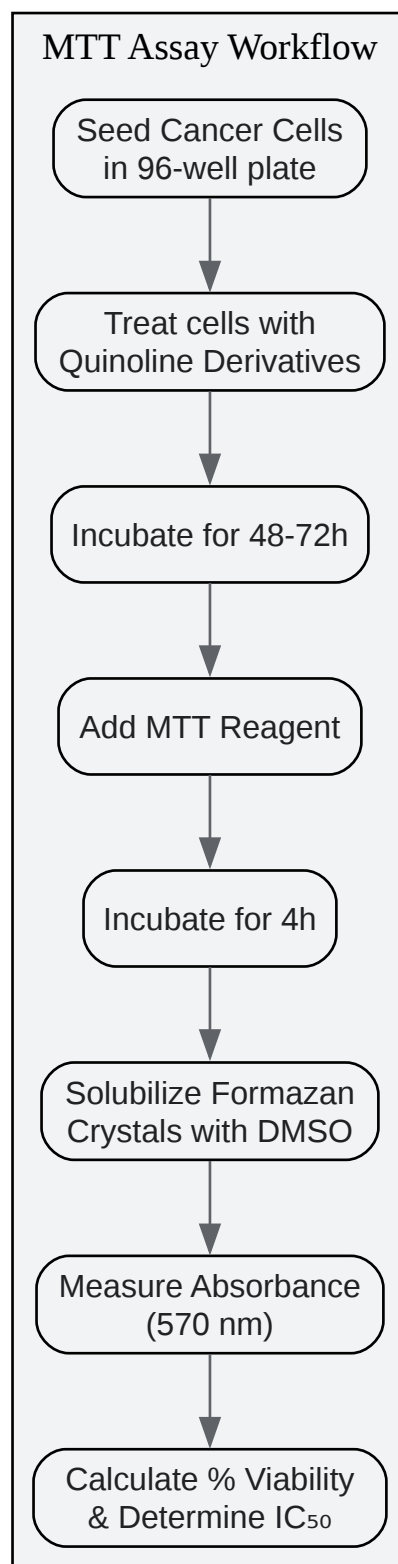 MTT Assay Workflow
Seed Cancer Cells
in 96-well plate
Treat cells with
Quinoline Derivatives
Incubate for 48-72h
Add MTT Reagent
Incubate for 4h
Solubilize Formazan
Crystals with DMSO
Measure Absorbance
(570 nm)
Calculate % Viability
& Determine IC₅₀